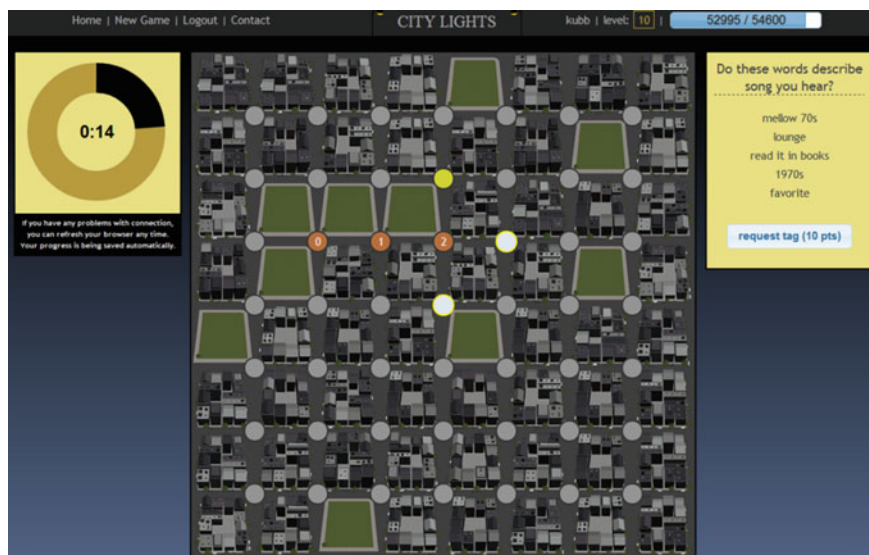 Home | New Game | Logout | Contact
CITY LIGHTS
kubb | level: 10 |
52995 / 54600
0:14
If you have any problems with connection,
you can refresh your browser any time.
Your progress is being saved automatically.
0 1 2
Do these words describe
song you hear?
mellow 70s
lounge
read it in books
1970s
favorite
request tag (10 pts)